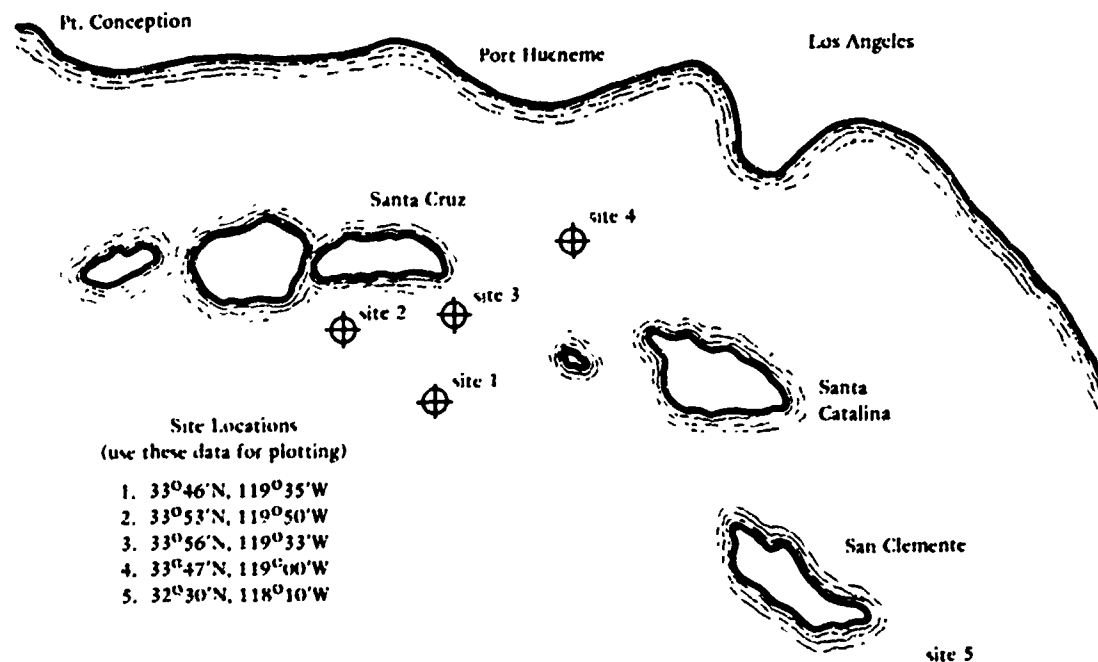 Pt. Conception
Port Hueneme
Los Angeles
Santa Cruz
site 4
site 3
site 2
site 1
Santa
Catalina
Site Locations
(use these data for plotting)
1. 33°46'N, 119°35'W
2. 33°53'N, 119°50'W
3. 33°56'N, 119°33'W
4. 33°47'N, 119°00'W
5. 32°30'N, 118°10'W
San Clemente
site 5